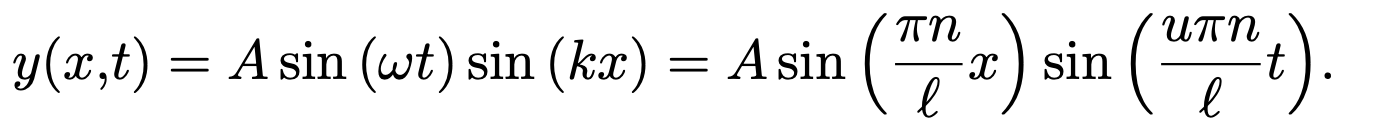 y(x,t) = A sin (ωt) sin (kx) = A sin (πn/ℓ x) sin (uπn/ℓ t).